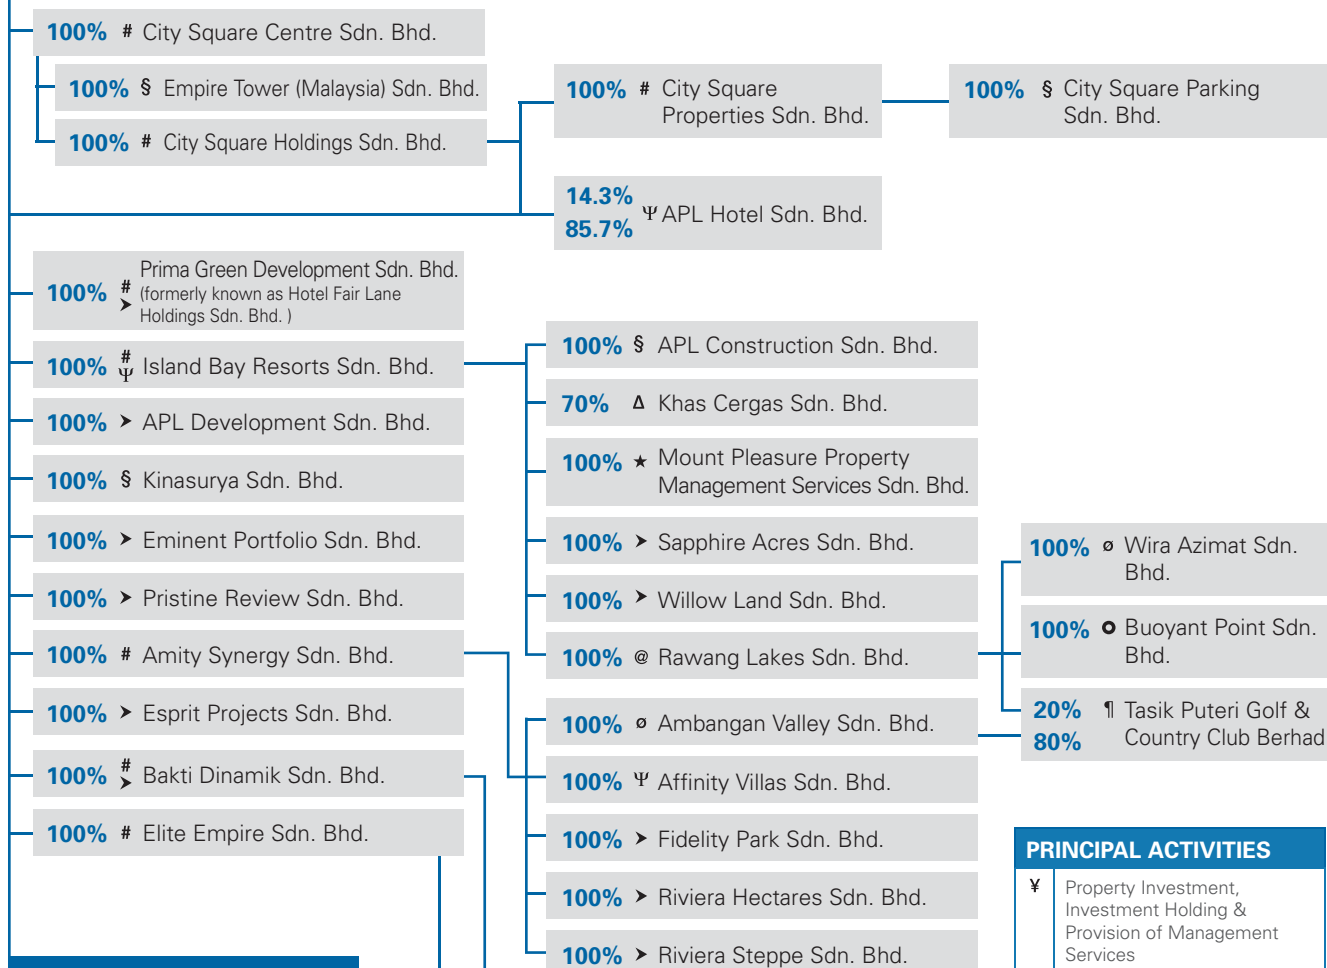 100% # City Square Centre Sdn. Bhd.
100% § Empire Tower (Malaysia) Sdn. Bhd.
100% # City Square Holdings Sdn. Bhd.
100% # City Square
Properties Sdn. Bhd.
100% § City Square Parking
Sdn. Bhd.
14.3%
85.7%
Ψ APL Hotel Sdn. Bhd.
100% # ➤ Prima Green Development Sdn. Bhd.
(formerly known as Hotel Fair Lane
Holdings Sdn. Bhd. )
100% # Ψ Island Bay Resorts Sdn. Bhd.
100% ➤ APL Development Sdn. Bhd.
100% § Kinasurya Sdn. Bhd.
100% ➤ Eminent Portfolio Sdn. Bhd.
100% ➤ Pristine Review Sdn. Bhd.
100% # Amity Synergy Sdn. Bhd.
100% ➤ Esprit Projects Sdn. Bhd.
100% # ➤ Bakti Dinamik Sdn. Bhd.
100% # Elite Empire Sdn. Bhd.
100% § APL Construction Sdn. Bhd.
70% Δ Khas Cergas Sdn. Bhd.
100% ★ Mount Pleasure Property
Management Services Sdn. Bhd.
100% ➤ Sapphire Acres Sdn. Bhd.
100% ➤ Willow Land Sdn. Bhd.
100% @ Rawang Lakes Sdn. Bhd.
100% ø Ambangan Valley Sdn. Bhd.
100% Ψ Affinity Villas Sdn. Bhd.
100% ➤ Fidelity Park Sdn. Bhd.
100% ➤ Riviera Hectares Sdn. Bhd.
100% ➤ Riviera Steppe Sdn. Bhd.
100% ø Wira Azimat Sdn.
Bhd.
100% O Buoyant Point Sdn.
Bhd.
20% ¶ Tasik Puteri Golf &
80% Country Club Berhad
PRINCIPAL ACTIVITIES
¥ Property Investment,
Investment Holding &
Provision of Management
Services